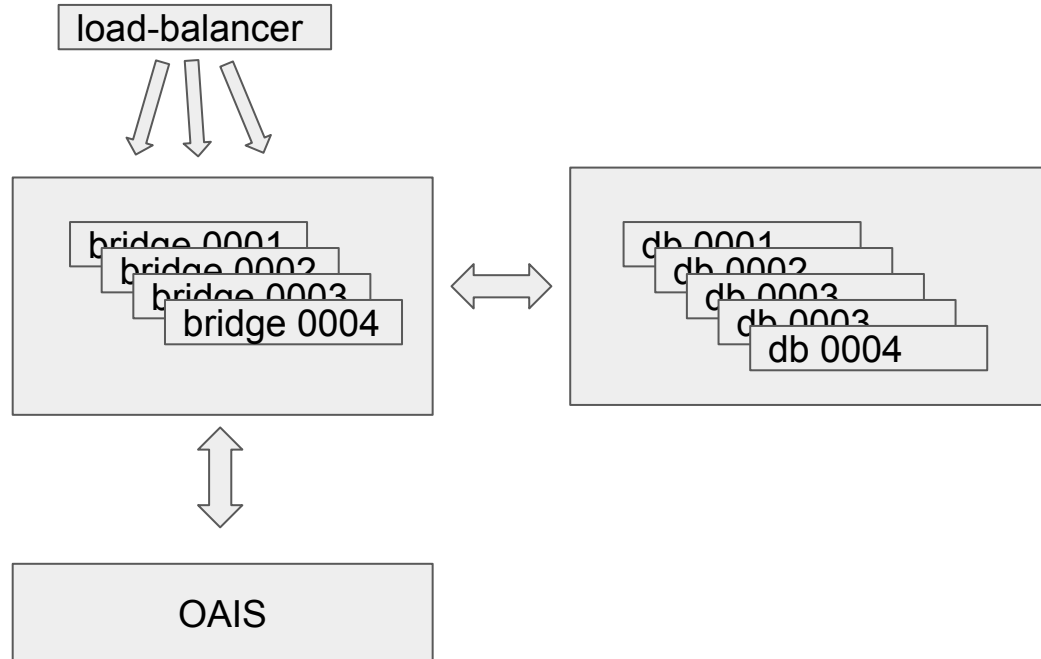 load-balancer
bridge 0001
bridge 0002
bridge 0003
bridge 0004
db 0001
db 0002
db 0003
db 0003
db 0004
OAIS